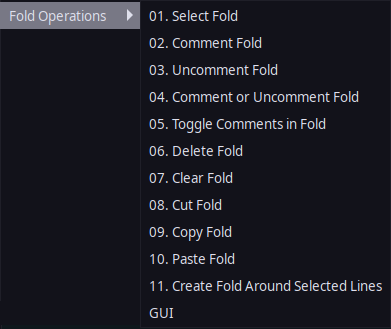 Fold Operations
01. Select Fold
02. Comment Fold
03. Uncomment Fold
04. Comment or Uncomment Fold
05. Toggle Comments in Fold
06. Delete Fold
07. Clear Fold
08. Cut Fold
09. Copy Fold
10. Paste Fold
11. Create Fold Around Selected Lines
GUI